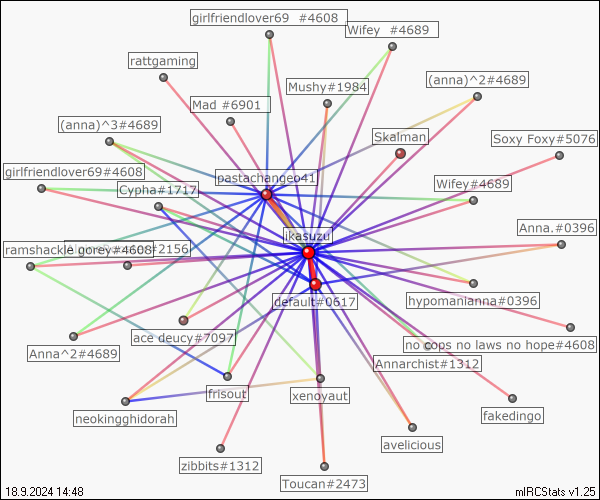 girlfriendlover69  #4608
Wifey  #4689
rattgaming
Mushy#1984
(anna)^2#4689
Mad #6901
(anna)^3#4689
Skalman
Soxy Foxy#5076
girlfriendlover69#4608
pastachangeo41
Cypha#1717
Wifey#4689
Anna.#0396
ikasuzu
ramshackle gorey#4608
#2156
default#0617
hypomanianna#0396
ace deucy#7097
no cops no laws no hope#4608
Anna^2#4689
Annarchist#1312
frisout
xenoyaut
neokingghidorah
fakedingo
avelicious
zibbits#1312
Toucan#2473
18.9.2024 14:48
mIRCStats v1.25